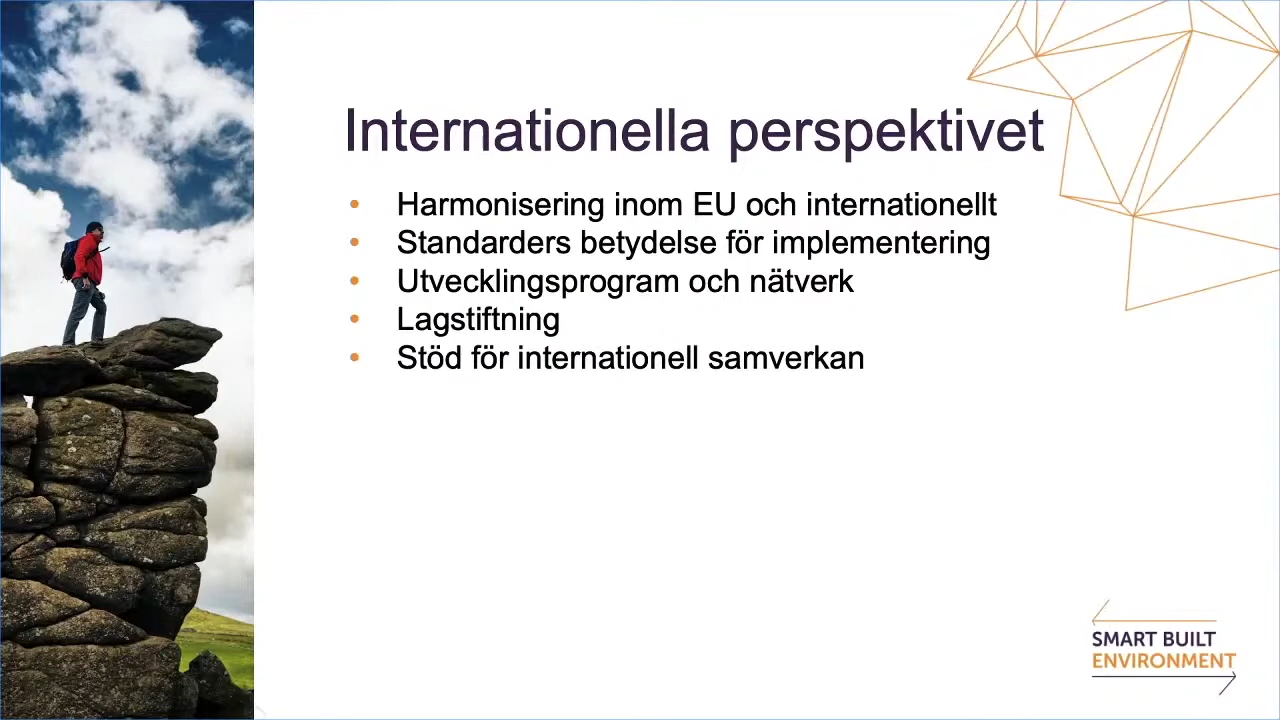 Internationella perspektivet
• Harmonisering inom EU och internationellt
• Standarders betydelse för implementering
• Utvecklingsprogram och nätverk
• Lagstiftning
• Stöd för internationell samverkan
SMART BUILT
ENVIRONMENT